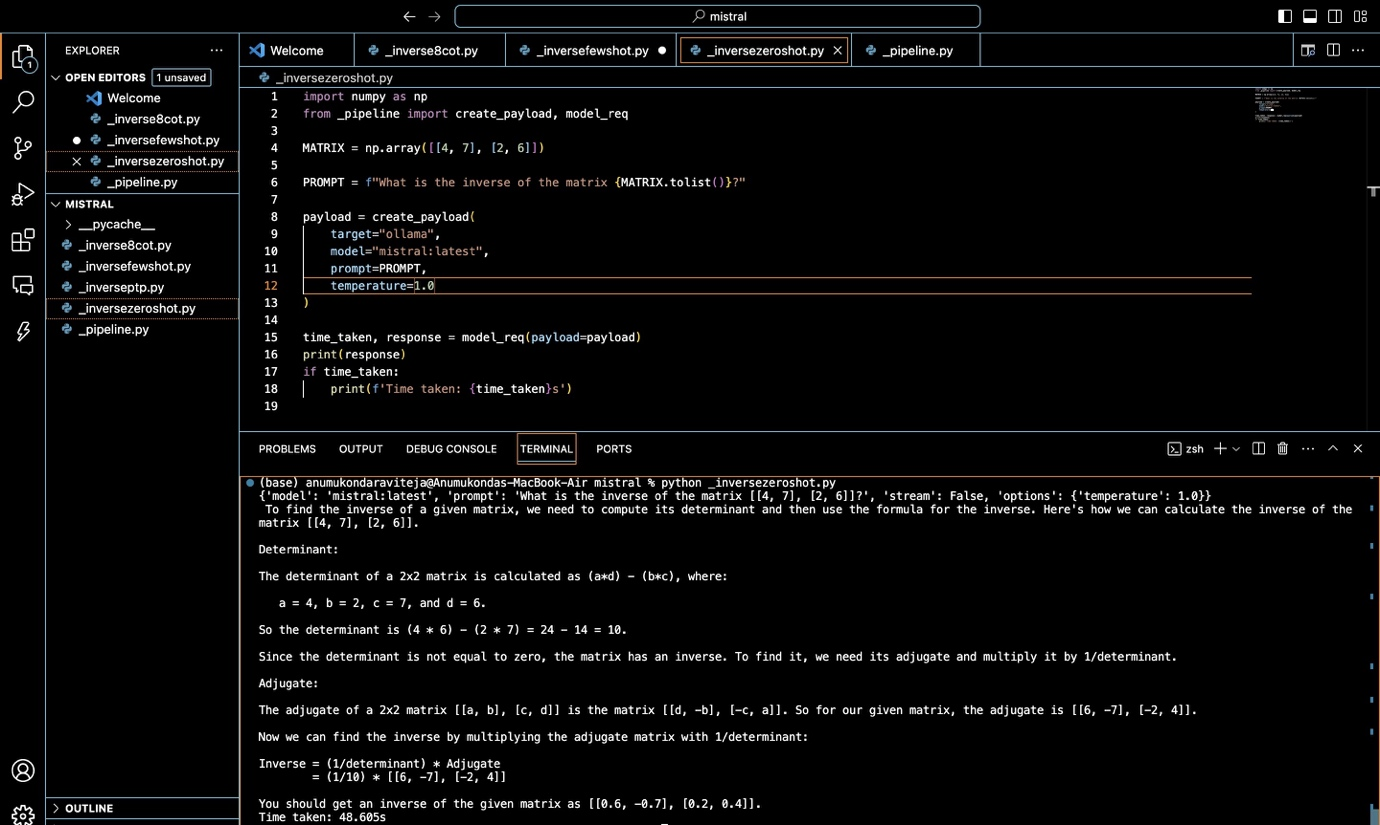 mistral
EXPLORER
OPEN EDITORS 1 unsaved
Welcome
_inverse8cot.py
_inversefewshot.py
_inversezeroshot.py
_pipeline.py
MISTRAL
__pycache__
_inverse8cot.py
_inversefewshot.py
_inverseptp.py
_inversezeroshot.py
_pipeline.py
OUTLINE
1
Welcome _inverse8cot.py _inversefewshot.py _inversezeroshot.py _pipeline.py
_inversezeroshot.py
1 import numpy as np
2 from _pipeline import create_payload, model_req
3
4 MATRIX = np.array([[4, 7], [2, 6]])
5
6 PROMPT = f"What is the inverse of the matrix {MATRIX.tolist()}?"
7
8 payload = create_payload(
9     target="ollama",
10     model="mistral:latest",
11     prompt=PROMPT,
12     temperature=1.0
13 )
14
15 time_taken, response = model_req(payload=payload)
16 print(response)
17 if time_taken:
18     print(f'Time taken: {time_taken}s')
19
PROBLEMS OUTPUT DEBUG CONSOLE TERMINAL PORTS zsh
(base) anumukondaraviteja@Anumukondas-MacBook-Air mistral % python _inversezeroshot.py
{'model': 'mistral:latest', 'prompt': 'What is the inverse of the matrix [[4, 7], [2, 6]]?', 'stream': False, 'options': {'temperature': 1.0}}
To find the inverse of a given matrix, we need to compute its determinant and then use the formula for the inverse. Here's how we can calculate the inverse of the
matrix [[4, 7], [2, 6]].
Determinant:
The determinant of a 2x2 matrix is calculated as (a*d) - (b*c), where:
a = 4, b = 2, c = 7, and d = 6.
So the determinant is (4 * 6) - (2 * 7) = 24 - 14 = 10.
Since the determinant is not equal to zero, the matrix has an inverse. To find it, we need its adjugate and multiply it by 1/determinant.
Adjugate:
The adjugate of a 2x2 matrix [[a, b], [c, d]] is the matrix [[d, -b], [-c, a]]. So for our given matrix, the adjugate is [[6, -7], [-2, 4]].
Now we can find the inverse by multiplying the adjugate matrix with 1/determinant:
Inverse = (1/determinant) * Adjugate
= (1/10) * [[6, -7], [-2, 4]]
You should get an inverse of the given matrix as [[0.6, -0.7], [0.2, 0.4]].
Time taken: 48.605s